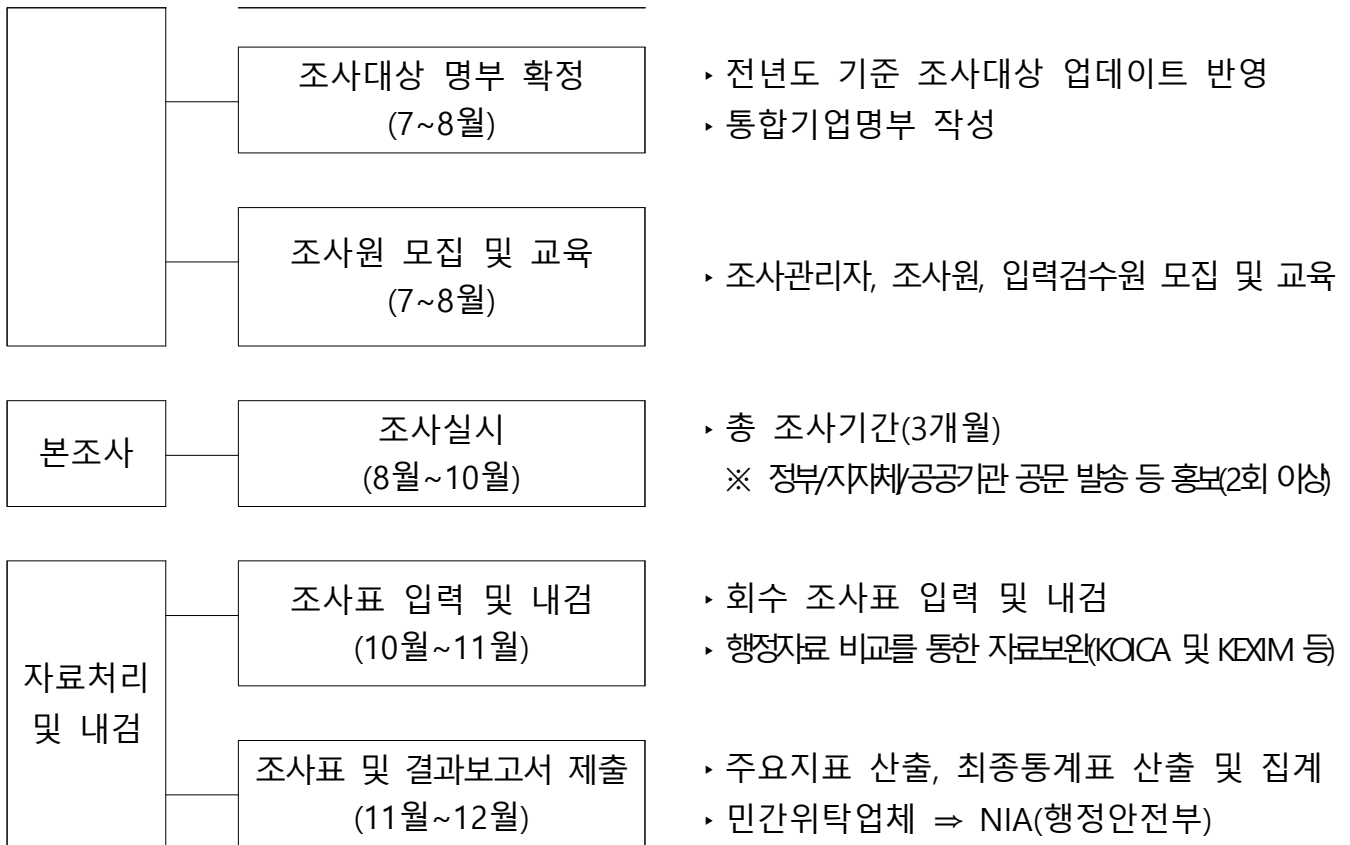 조사대상 명부 확정
(7~8월)
‣ 전년도 기준 조사대상 업데이트 반영
‣ 통합기업명부 작성
조사원 모집 및 교육
(7~8월)
‣ 조사관리자, 조사원, 입력검수원 모집 및 교육
본조사
조사실시
(8월~10월)
‣ 총 조사기간(3개월)
※ 정부/지자체/공공기관 공문 발송 등 홍보(2회 이상)
자료처리
및 내검
조사표 입력 및 내검
(10월~11월)
‣ 회수 조사표 입력 및 내검
‣ 행정자료 비교를 통한 자료보완(KOICA 및 KEXIM 등)
조사표 및 결과보고서 제출
(11월~12월)
‣ 주요지표 산출, 최종통계표 산출 및 집계
‣ 민간위탁업체 ⇒ NIA(행정안전부)